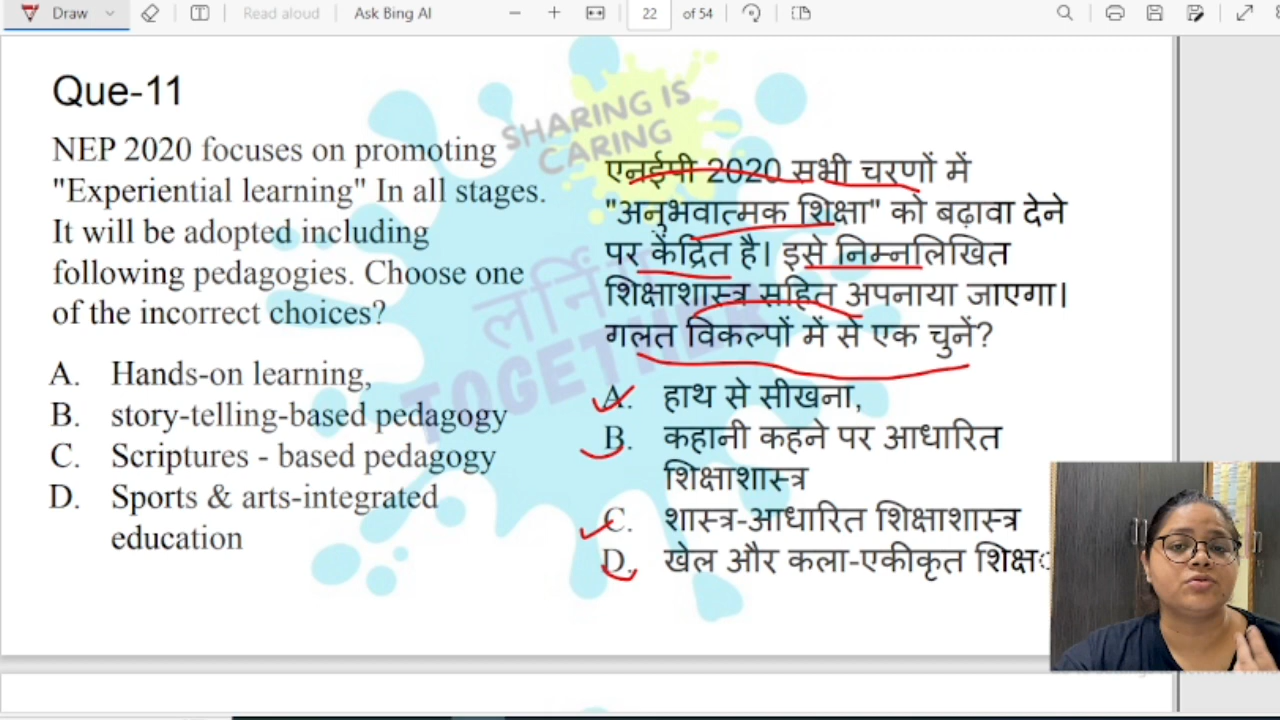 Draw
Read aloud
Ask Bing AI
22
of 54
Que-11
NEP 2020 focuses on promoting
"Experiential learning" In all stages.
It will be adopted including
following pedagogies. Choose one
of the incorrect choices?
A. Hands-on learning,
B. story-telling-based pedagogy
C. Scriptures - based pedagogy
D. Sports & arts-integrated
education
SHARING IS
CARING
लर्निंग
TOGETHER
एनईपी 2020 सभी चरणों में
"अनुभवात्मक शिक्षा" को बढ़ावा देने
पर केंद्रित है। इसे निम्नलिखित
शिक्षाशास्त्र सहित अपनाया जाएगा।
गलत विकल्पों में से एक चुनें?
A. हाथ से सीखना,
B. कहानी कहने पर आधारित
शिक्षाशास्त्र
C. शास्त्र-आधारित शिक्षाशास्त्र
D. खेल और कला-एकीकृत